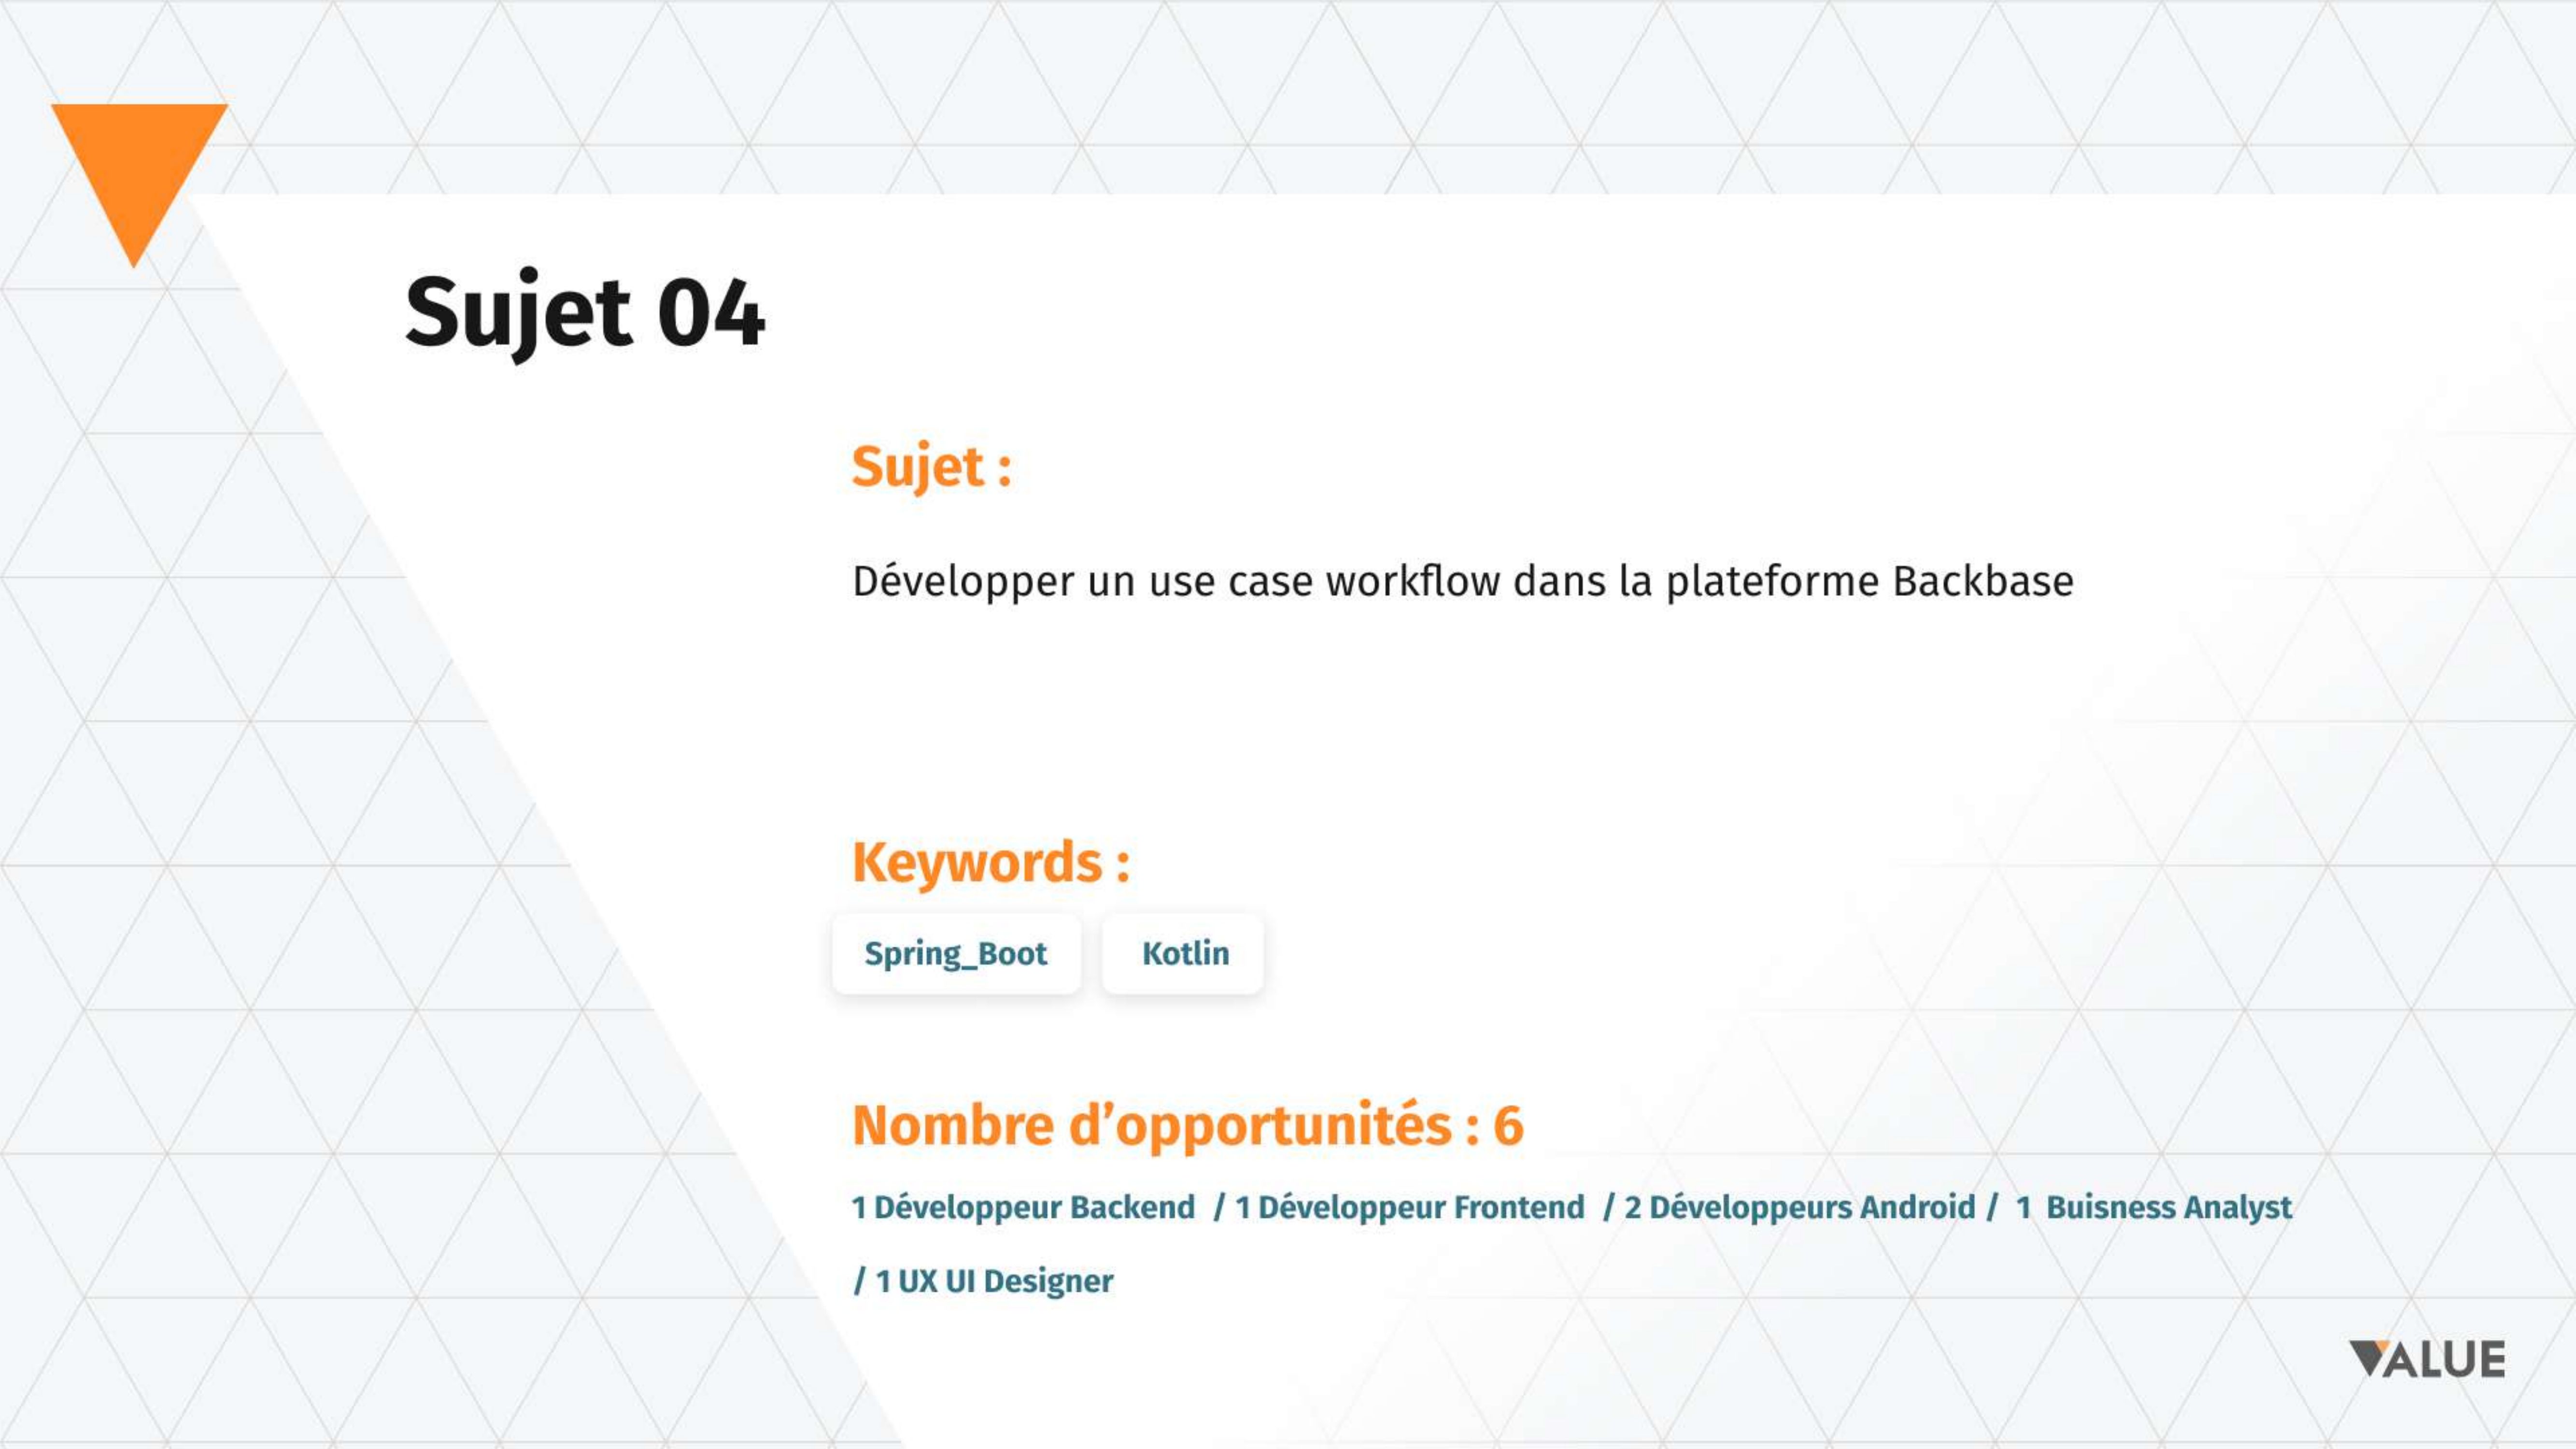 Sujet 04
Sujet :
Développer un use case workflow dans la plateforme Backbase
Keywords :
Spring_Boot Kotlin
Nombre d’opportunités : 6
1 Développeur Backend / 1 Développeur Frontend / 2 Développeurs Android / 1 Buisness Analyst
/ 1 UX UI Designer
VALUE